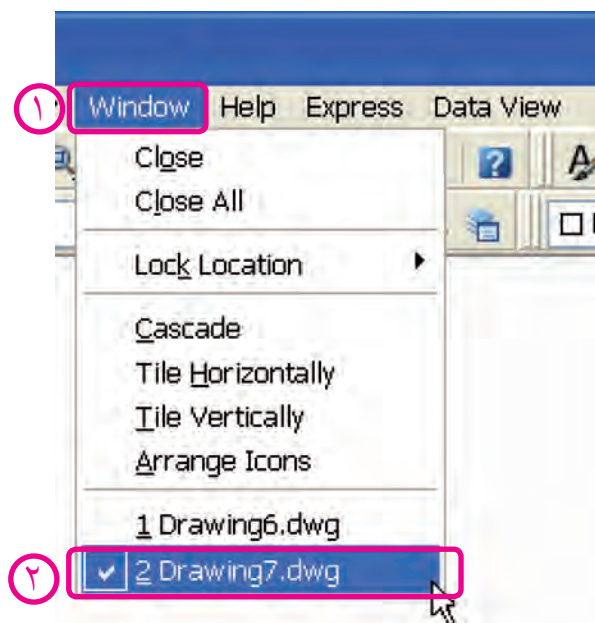 ١ Window Help Express Data View
Close
Close All
Lock Location
Cascade
Tile Horizontally
Tile Vertically
Arrange Icons
1 Drawing6.dwg
٢ 2 Drawing7.dwg